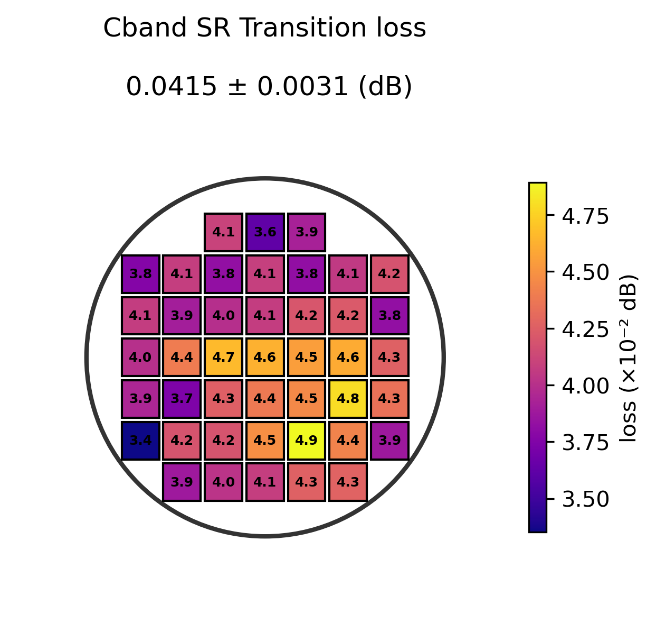 Cband SR Transition loss
0.0415 ± 0.0031 (dB)
4.1 3.6 3.9
3.8 4.1 3.8 4.1 3.8 4.1 4.2
4.1 3.9 4.0 4.1 4.2 4.2 3.8
4.0 4.4 4.7 4.6 4.5 4.6 4.3
3.9 3.7 4.3 4.4 4.5 4.8 4.3
3.4 4.2 4.2 4.5 4.9 4.4 3.9
3.9 4.0 4.1 4.3 4.3
4.75
4.50
4.25
4.00
3.75
3.50
loss (×10⁻² dB)